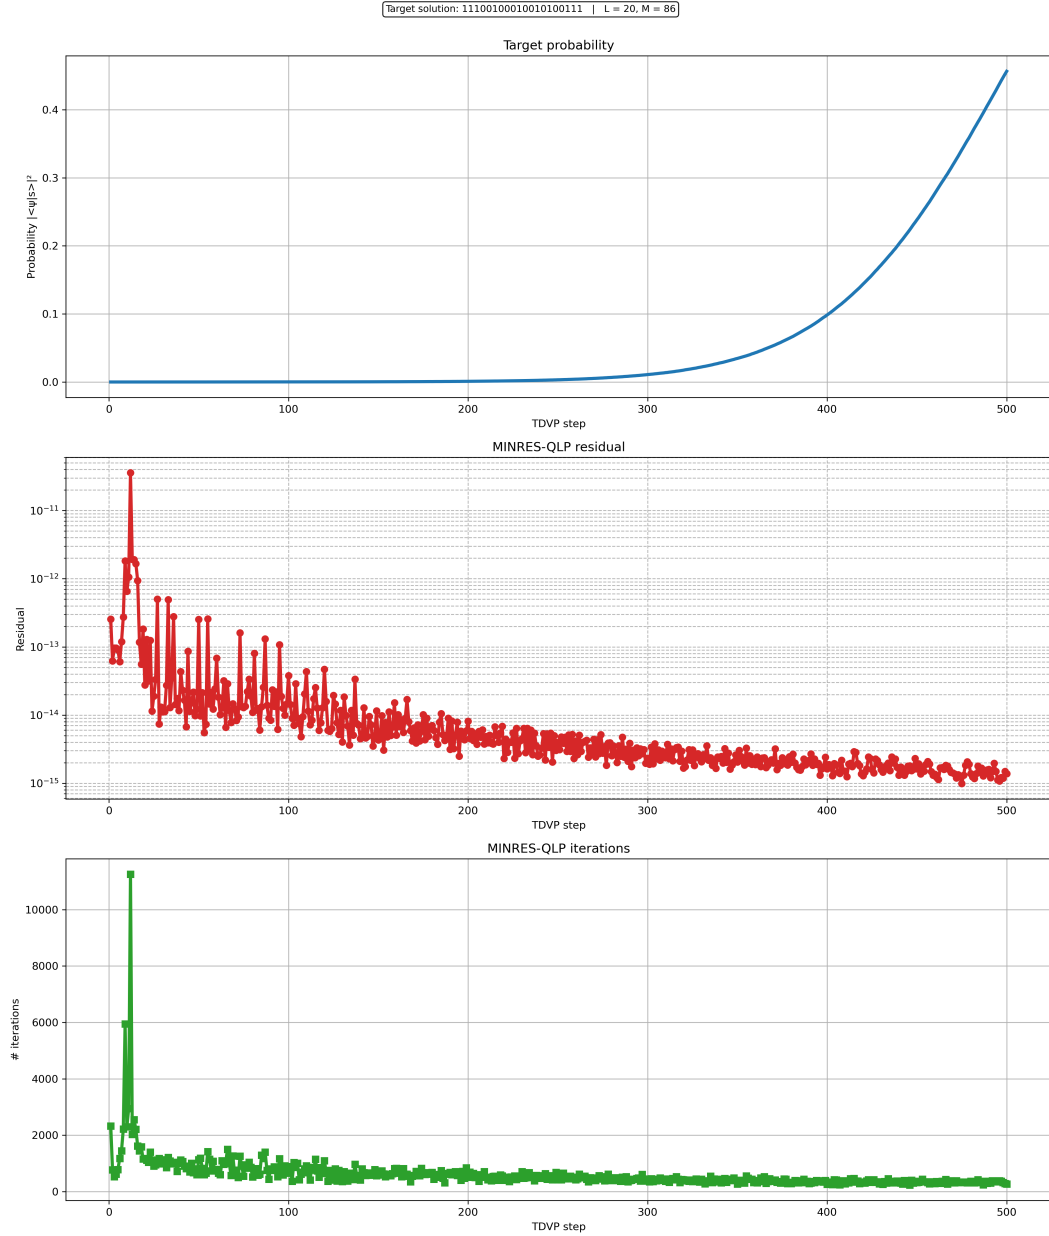 Target solution: 11100100010010100111 | L = 20, M = 86
Target probability
Probability |<ψ|s>|²
0.4
0.3
0.2
0.1
0.0
0 100 200 300 400 500
TDVP step
MINRES-QLP residual
Residual
10⁻¹¹
10⁻¹²
10⁻¹³
10⁻¹⁴
10⁻¹⁵
0 100 200 300 400 500
TDVP step
MINRES-QLP iterations
# iterations
10000
8000
6000
4000
2000
0
0 100 200 300 400 500
TDVP step